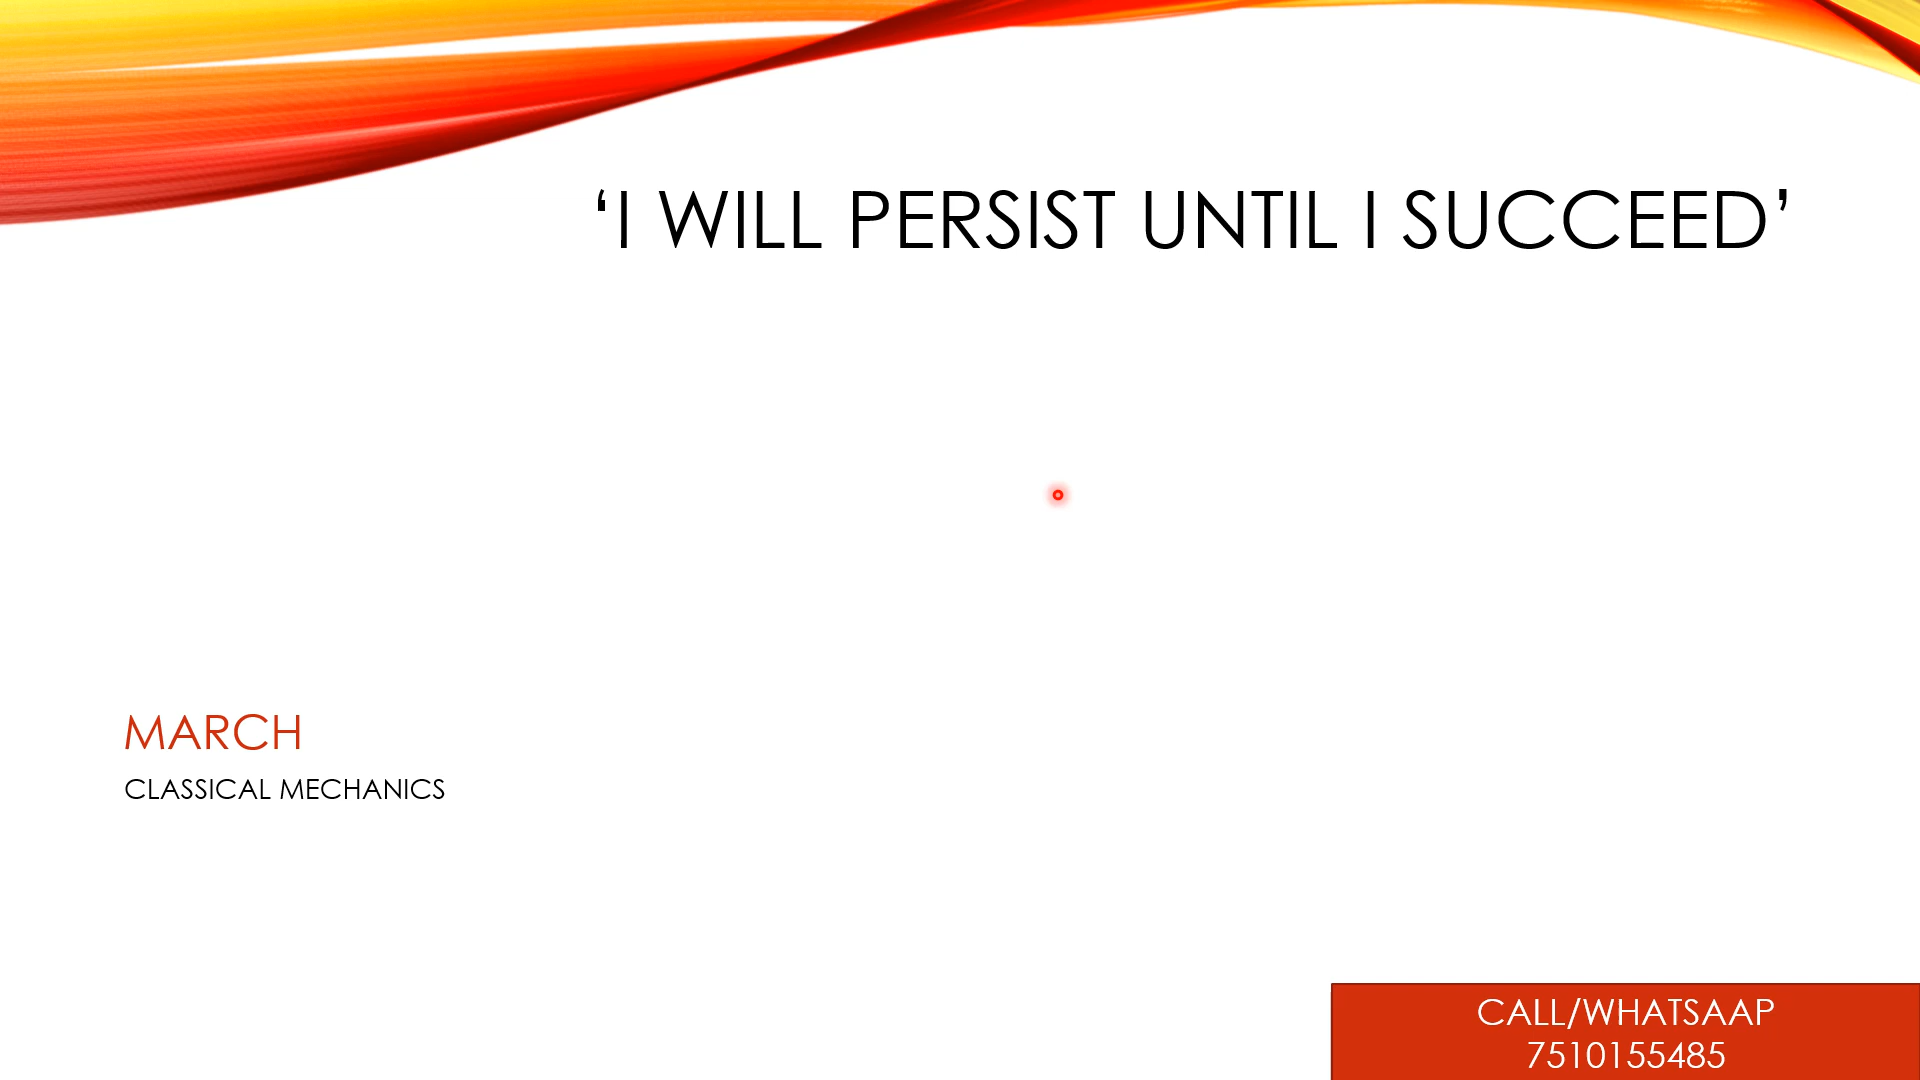 ‘I WILL PERSIST UNTIL I SUCCEED’
MARCH
CLASSICAL MECHANICS
CALL/WHATSAAP
7510155485